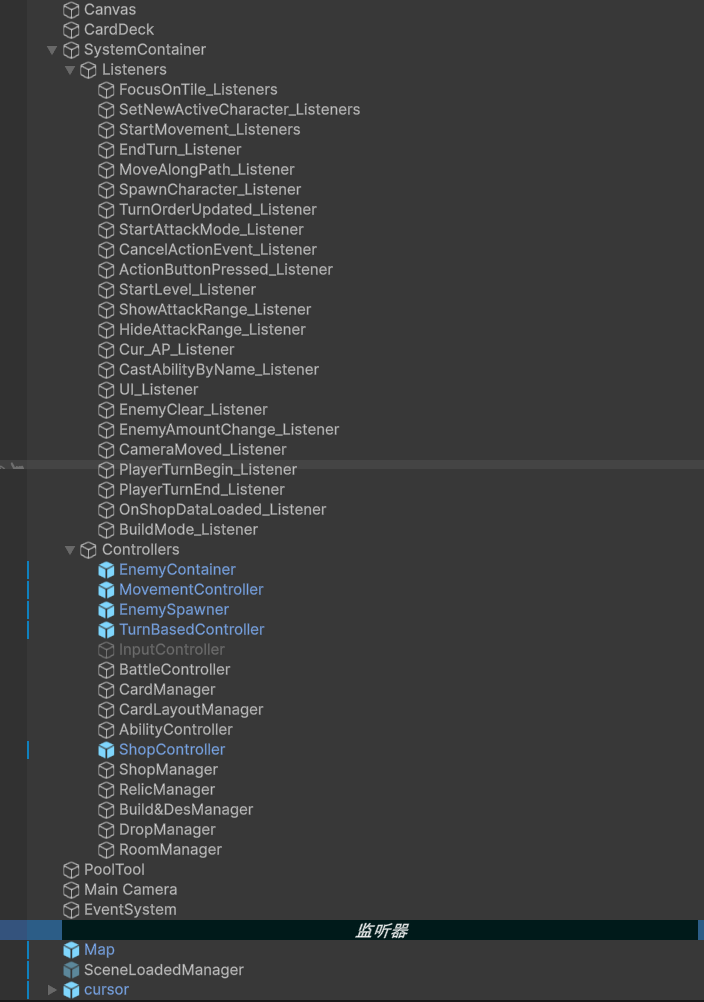 Canvas
CardDeck
SystemContainer
Listeners
FocusOnTile_Listeners
SetNewActiveCharacter_Listeners
StartMovement_Listeners
EndTurn_Listener
MoveAlongPath_Listener
SpawnCharacter_Listener
TurnOrderUpdated_Listener
StartAttackMode_Listener
CancelActionEvent_Listener
ActionButtonPressed_Listener
StartLevel_Listener
ShowAttackRange_Listener
HideAttackRange_Listener
Cur_AP_Listener
CastAbilityByName_Listener
UI_Listener
EnemyClear_Listener
EnemyAmountChange_Listener
CameraMoved_Listener
PlayerTurnBegin_Listener
PlayerTurnEnd_Listener
OnShopDataLoaded_Listener
BuildMode_Listener
Controllers
EnemyContainer
MovementController
EnemySpawner
TurnBasedController
InputController
BattleController
CardManager
CardLayoutManager
AbilityController
ShopController
ShopManager
RelicManager
Build&DesManager
DropManager
RoomManager
PoolTool
Main Camera
EventSystem
监听器
Map
SceneLoadedManager
cursor